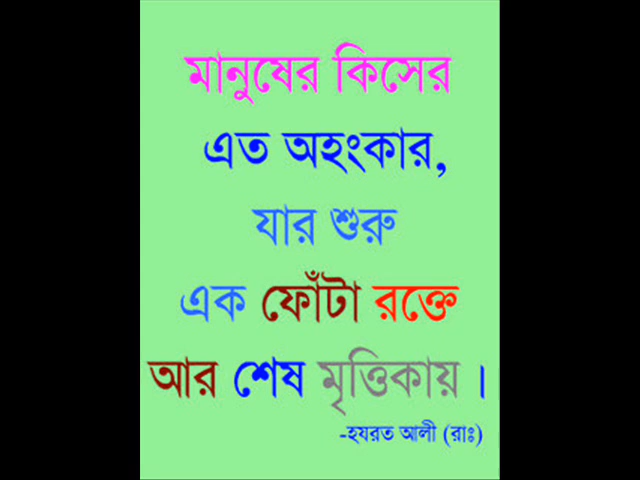 মানুষের কিসের
এত অহংকার,
যার শুরু
এক ফোঁটা রক্তে
আর শেষ মৃত্তিকায় ।
-হযরত আলী (রাঃ)